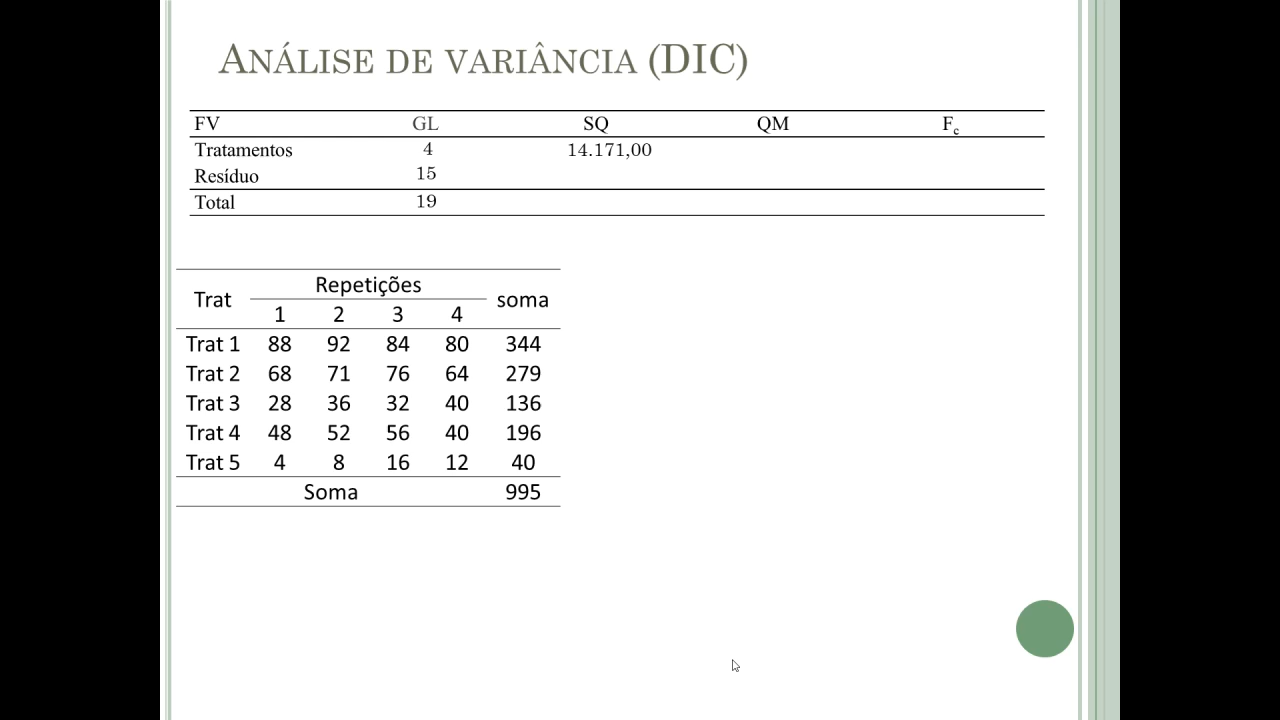 ANÁLISE DE VARIÂNCIA (DIC)
FV GL SQ QM Fc
Tratamentos 4 14.171,00
Resíduo 15
Total 19
Trat Repetições soma
1 2 3 4
Trat 1 88 92 84 80 344
Trat 2 68 71 76 64 279
Trat 3 28 36 32 40 136
Trat 4 48 52 56 40 196
Trat 5 4 8 16 12 40
Soma 995